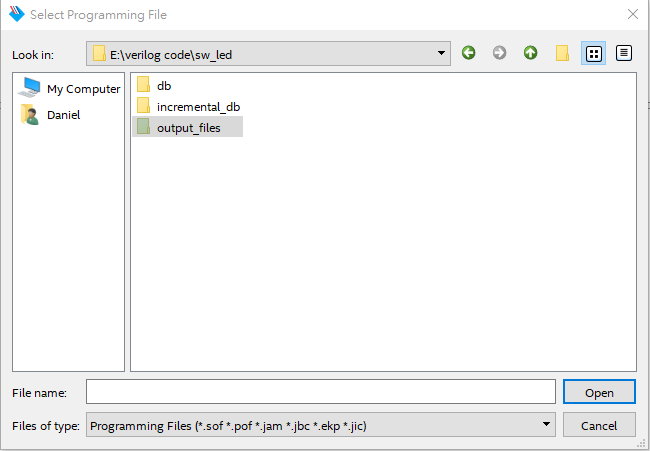 Select Programming File
Look in: E:\verilog code\sw_led
My Computer
Daniel
db
incremental_db
output_files
File name: Open
Files of type: Programming Files (*.sof *.pof *.jam *.jbc *.ekp *.jic) Cancel